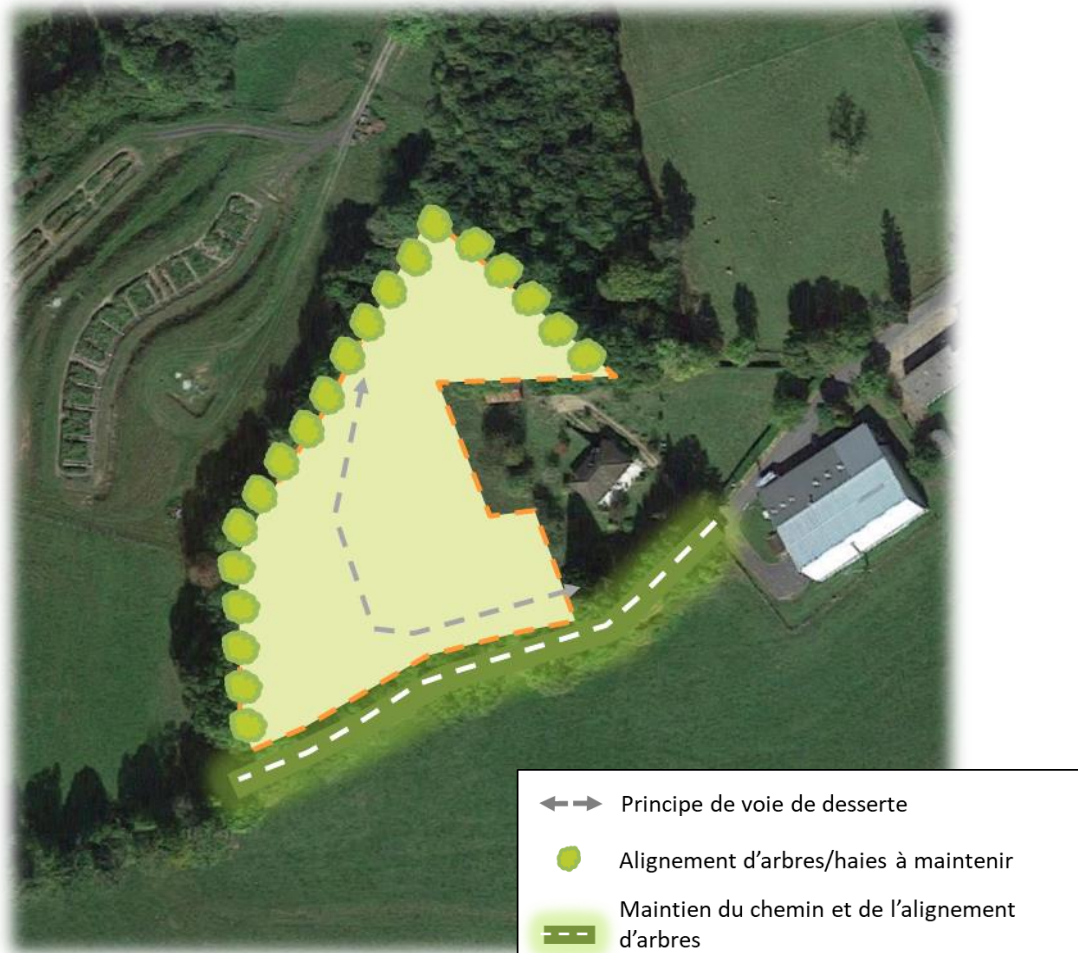 Principe de voie de desserte
Alignement d’arbres/haies à maintenir
Maintien du chemin et de l’alignement
d’arbres